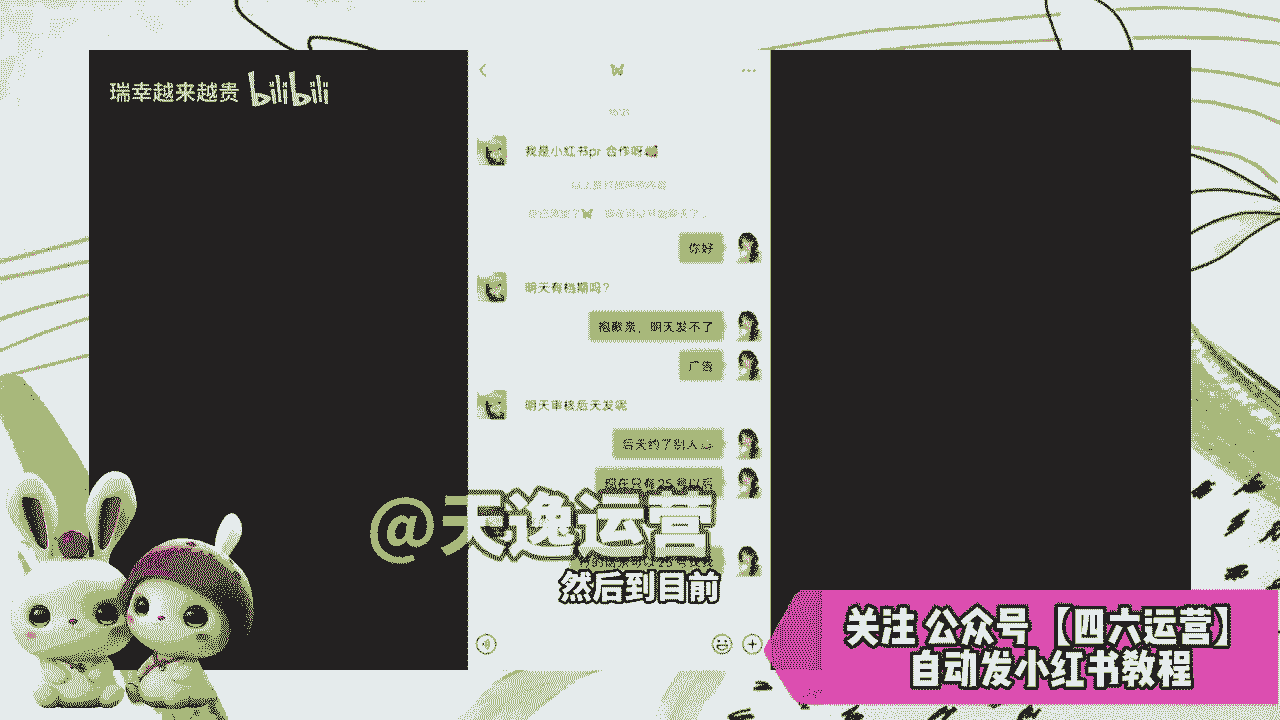 瑞幸越来越贵 bilibili
我是小红书pr 合作呀
你好
明天有档期吗？
抱歉亲，明天发不了
广告
明天审核后天发呢
后天约了别人
现在只有25号以后
@天逸运营
然后到目前
关注 公众号 【四六运营】
自动发小红书教程